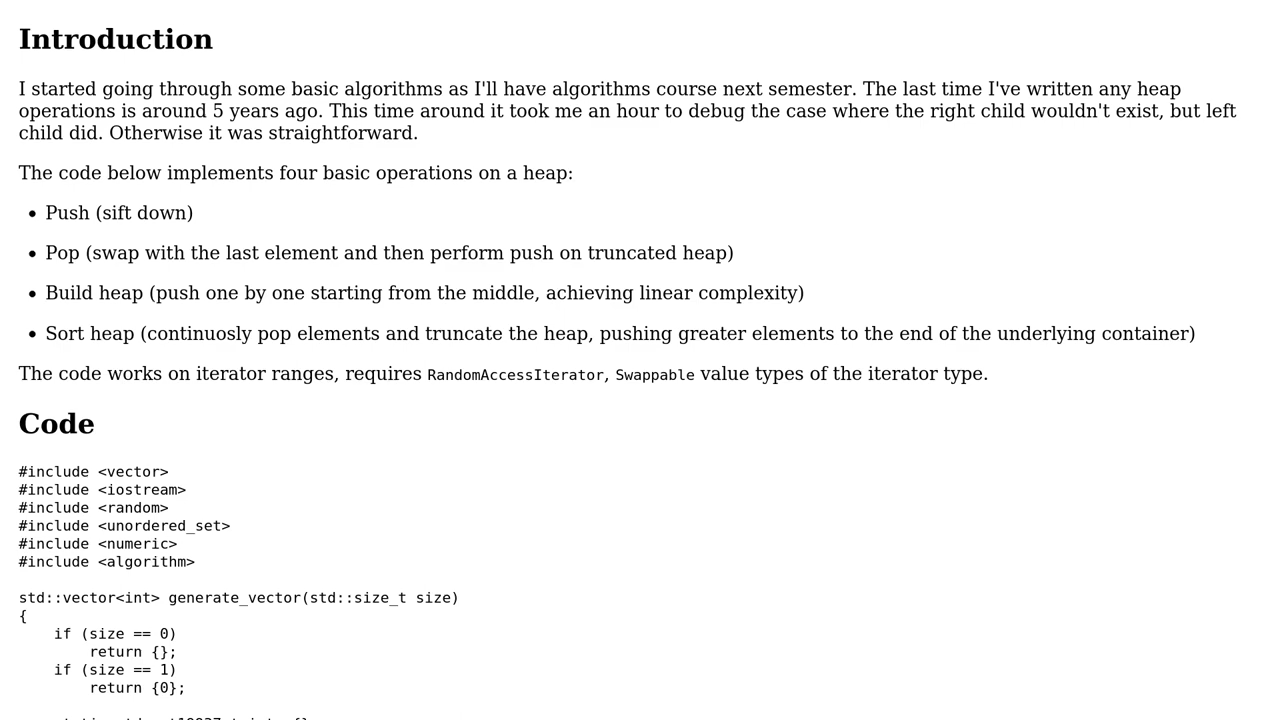 Introduction
I started going through some basic algorithms as I'll have algorithms course next semester. The last time I've written any heap
operations is around 5 years ago. This time around it took me an hour to debug the case where the right child wouldn't exist, but left
child did. Otherwise it was straightforward.
The code below implements four basic operations on a heap:
• Push (sift down)
• Pop (swap with the last element and then perform push on truncated heap)
• Build heap (push one by one starting from the middle, achieving linear complexity)
• Sort heap (continuosly pop elements and truncate the heap, pushing greater elements to the end of the underlying container)
The code works on iterator ranges, requires RandomAccessIterator, Swappable value types of the iterator type.
Code
#include <vector>
#include <iostream>
#include <random>
#include <unordered_set>
#include <numeric>
#include <algorithm>
std::vector<int> generate_vector(std::size_t size)
{
    if (size == 0)
        return {};
    if (size == 1)
        return {0};